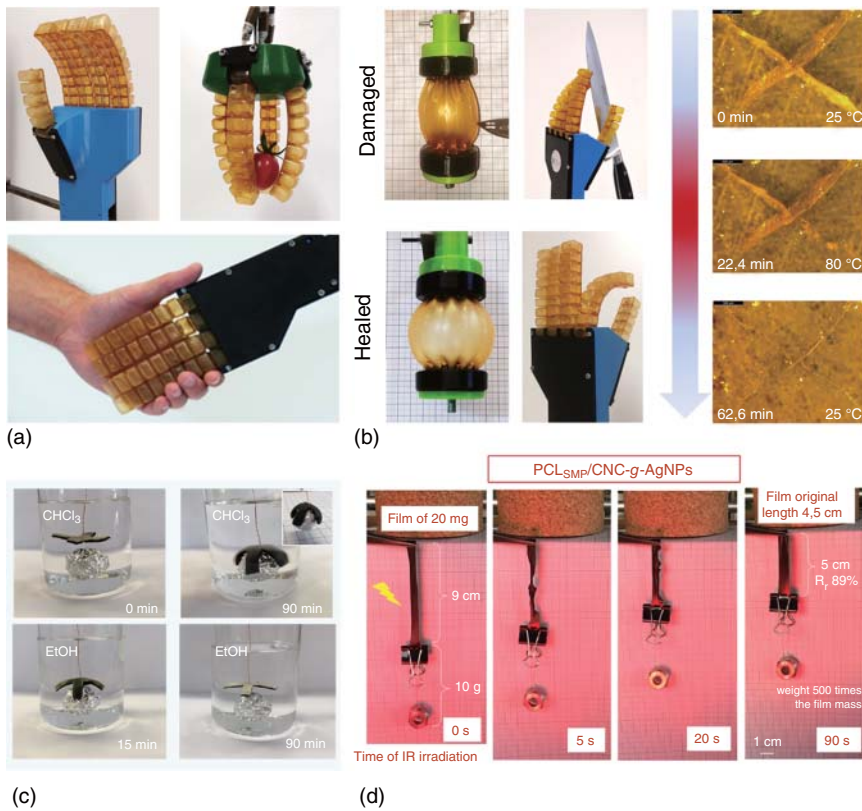 Damaged
0 min 25 °C
22,4 min 80 °C
Healed
62,6 min 25 °C
(a)
(b)
CHCl3
0 min
CHCl3
90 min
EtOH
15 min
EtOH
90 min
(c)
PCLSMP/CNC-g-AgNPs
Film of 20 mg
9 cm
10 g
0 s
Time of IR irradiation
5 s
20 s
Film original
length 4,5 cm
5 cm
Rr 89%
weight 500 times
the film mass
1 cm
90 s
(d)